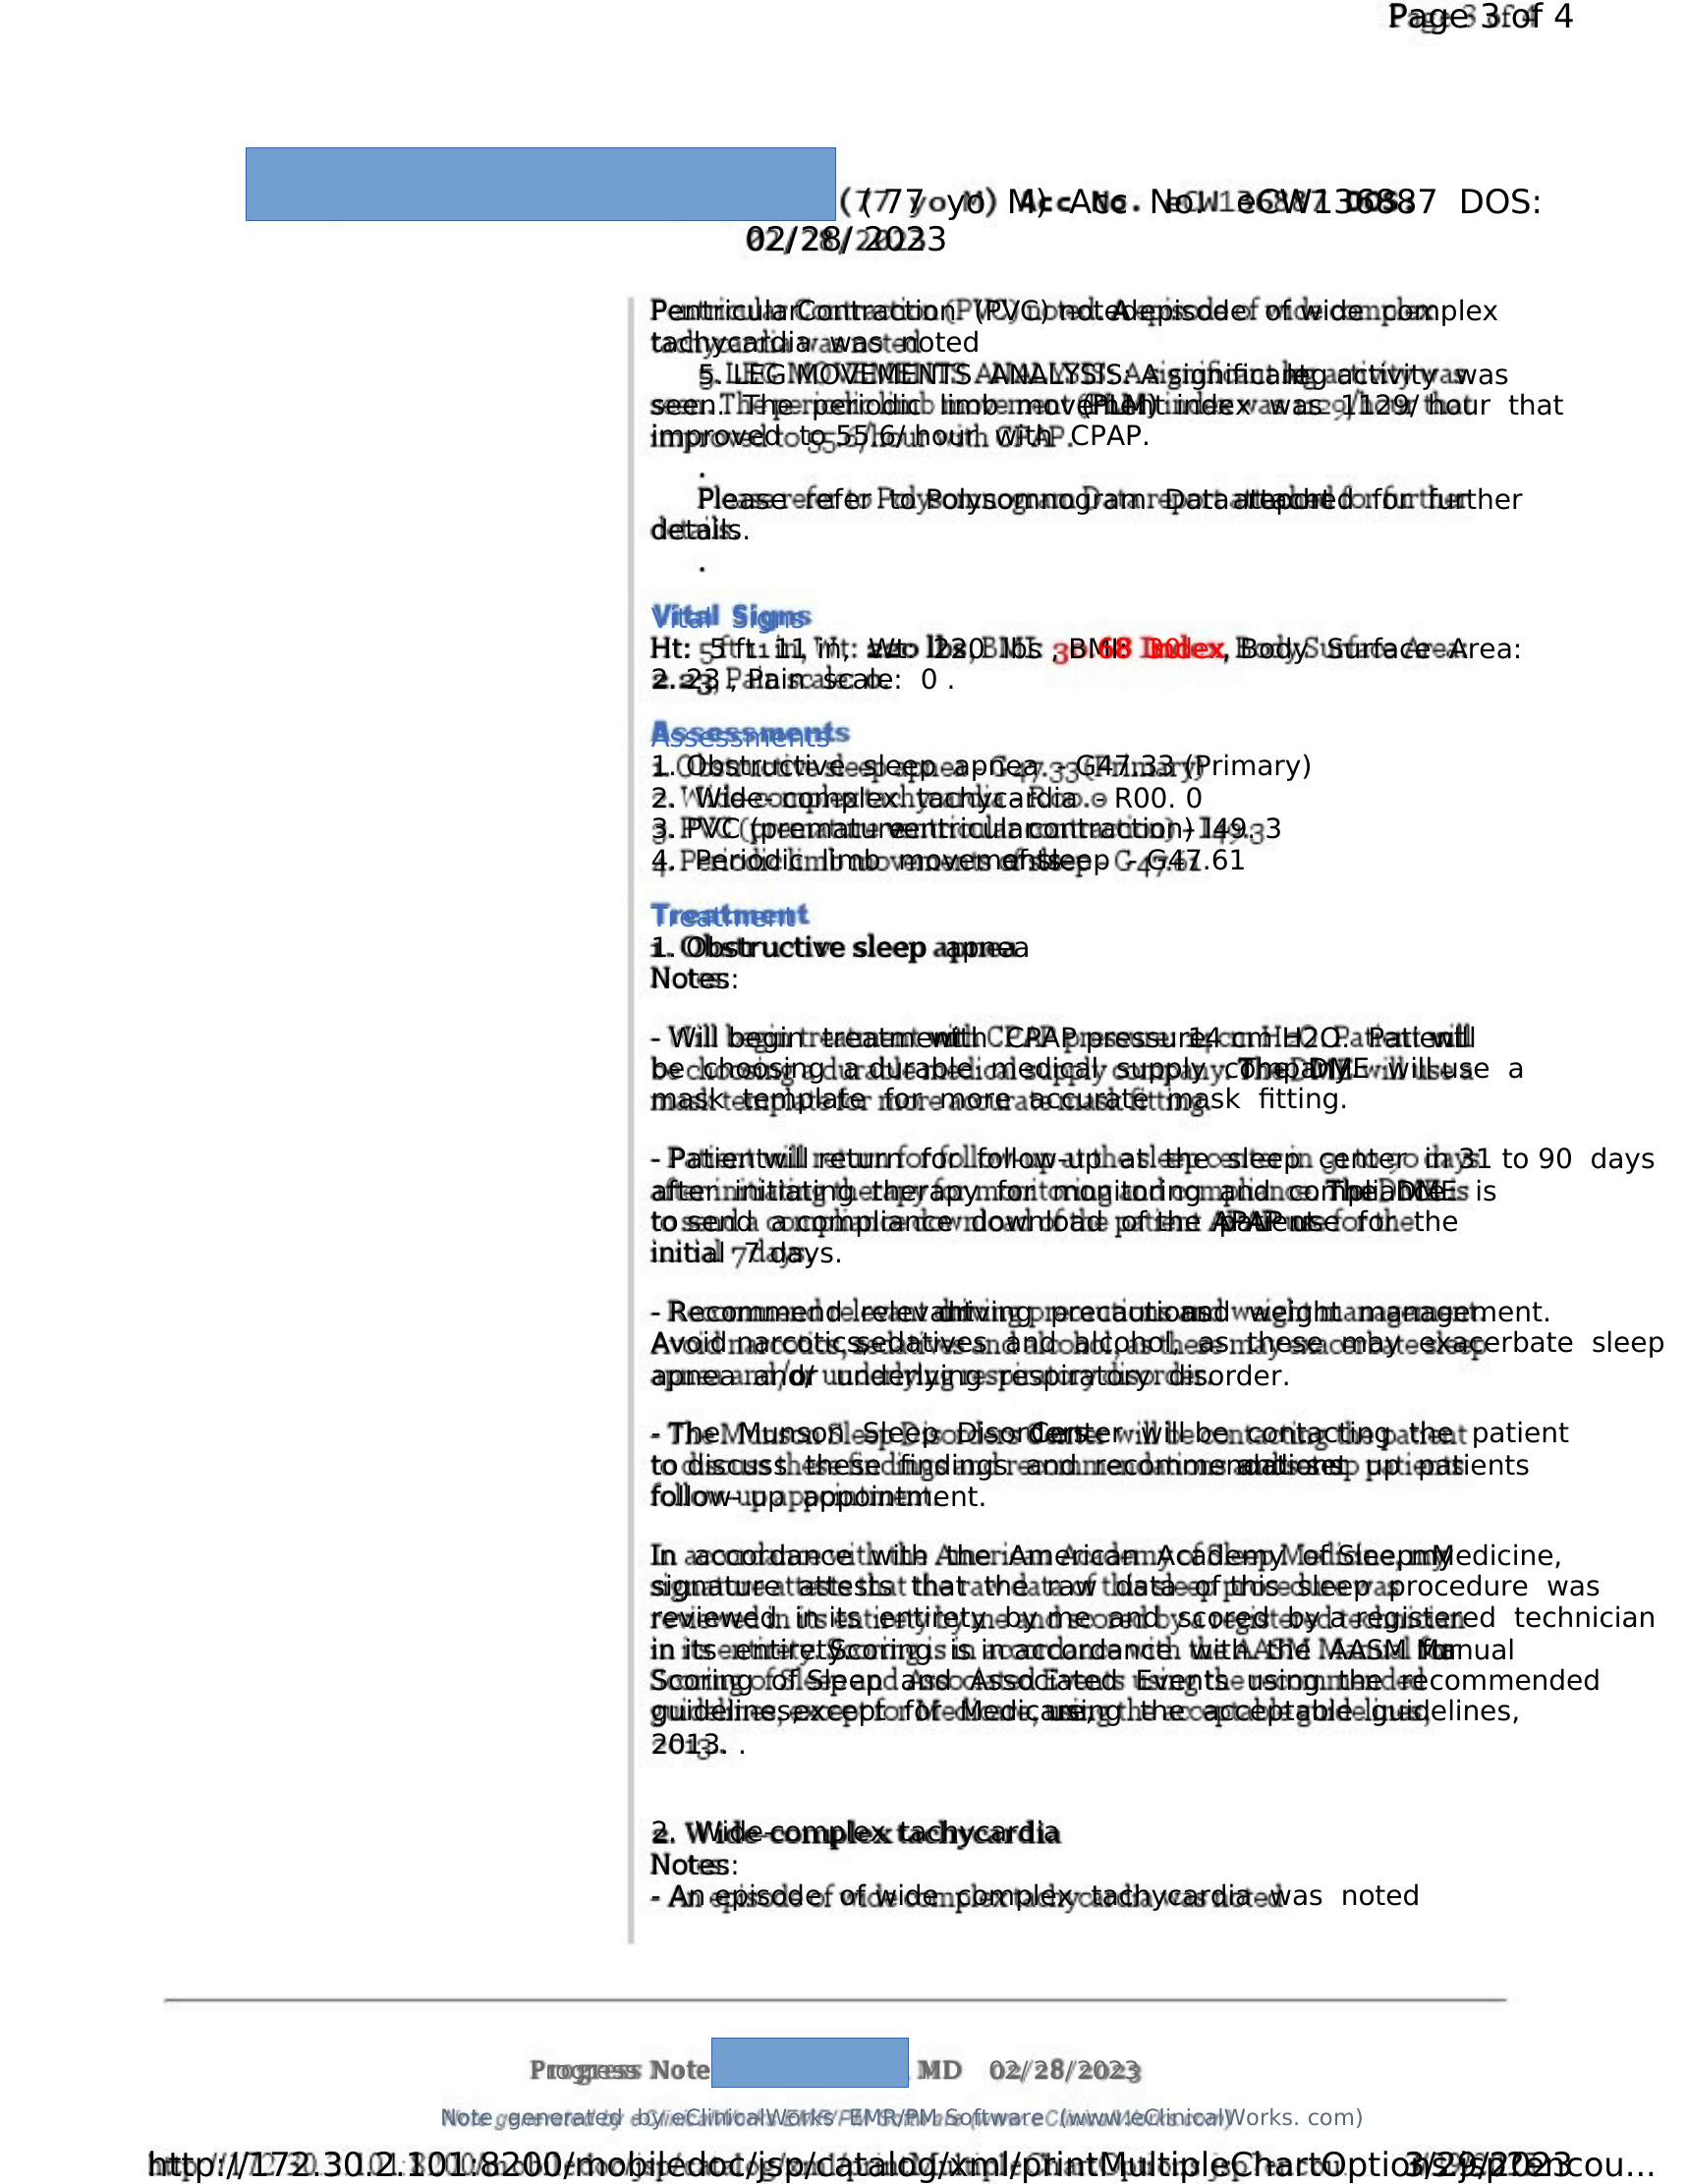 Page 3 of 4
(77 yo M) Acc No. eCW136887 DOS:
02/28/2023
Pentricular Contraction (PVC) noted. A episode of wide complex
tachycardia was noted
5. LEG MOVEMENTS ANALYSIS: A significant leg activity was
seen. The periodic limb movement (PLM) index was /hour that
improved to 55.6/hour with CPAP.
.
Please refer to Polysomnogram Data report attached for further
details.
.
Vital Signs
Ht: 5 ft 11 in, Wt: 220 lbs, BMI: 30.68 Index, Body Surface Area:
2.23, Pain scale: 0.
Assessments
1. Obstructive sleep apnea - G47.33 (Primary)
2. Wide-complex tachycardia - R00.0
3. PVC (premature ventricular contraction) - I49.3
4. Periodic limb movements of sleep - G47.61
Treatment
1. Obstructive sleep apnea
Notes:
- Will begin treatment with CPAP pressure 14 cm H2O. Patient will
be choosing a durable medical supply company. The DME will use a
mask template for more accurate mask fitting.
- Patient will return for follow-up at the sleep center in 31 to 90 days
after initiating therapy for monitoring and compliance. The DME is
to send a compliance download of the patient APAP use for the
initial 7 days.
- Recommend relevant driving precautions and weight management.
Avoid narcotics, sedatives and alcohol, as these may exacerbate sleep
apnea and/or underlying respiratory disorder.
- The Munson Sleep Disorders Center will be contacting the patient
to discuss these findings and recommendations and set up patients
follow-up appointment.
In accordance with the American Academy of Sleep Medicine, my
signature attests that the raw data of this sleep procedure was
reviewed in its entirety by me and scored by a registered technician
in its entirety. Scoring is in accordance with the AASM Manual for
Scoring of Sleep and Associated Events using the recommended
guidelines, except for Medicare, using the acceptable guidelines,
2013. .
2. Wide-complex tachycardia
Notes:
- An episode of wide complex tachycardia was noted
Progress Note MD 02/28/2023
Note generated by eClinicalWorks EMR/PM Software (www.eClinicalWorks.com)
http://172.30.2.101:8200/mobiledoc/jsp/catalog/xml/printMultipleChartOptions.jsp?encou... 3/29/2023